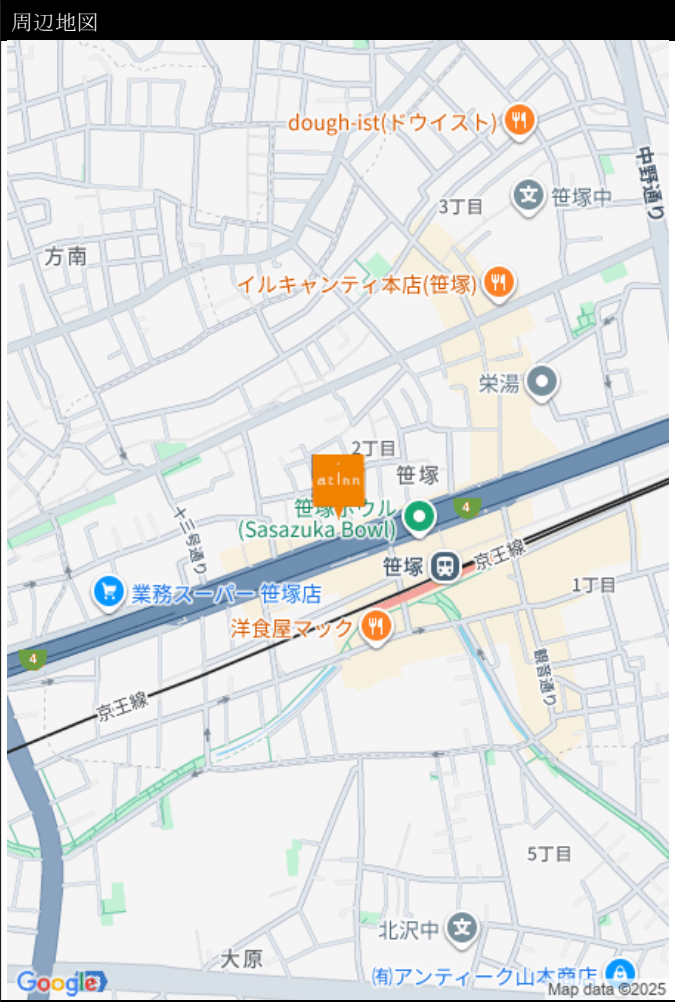 周辺地図
dough-ist(ドウイスト)
中野通り
笹塚中
3丁目
方南
イルキャンティ本店(笹塚)
栄湯
2丁目
笹塚
at inn
笹塚ボウル
(Sasazuka Bowl)
4
十三号通り
笹塚
京王線
業務スーパー 笹塚店
1丁目
洋食屋マック
4
観音通り
京王線
5丁目
北沢中
大原
(有)アンティーク山本商店
Google
Map data ©2025